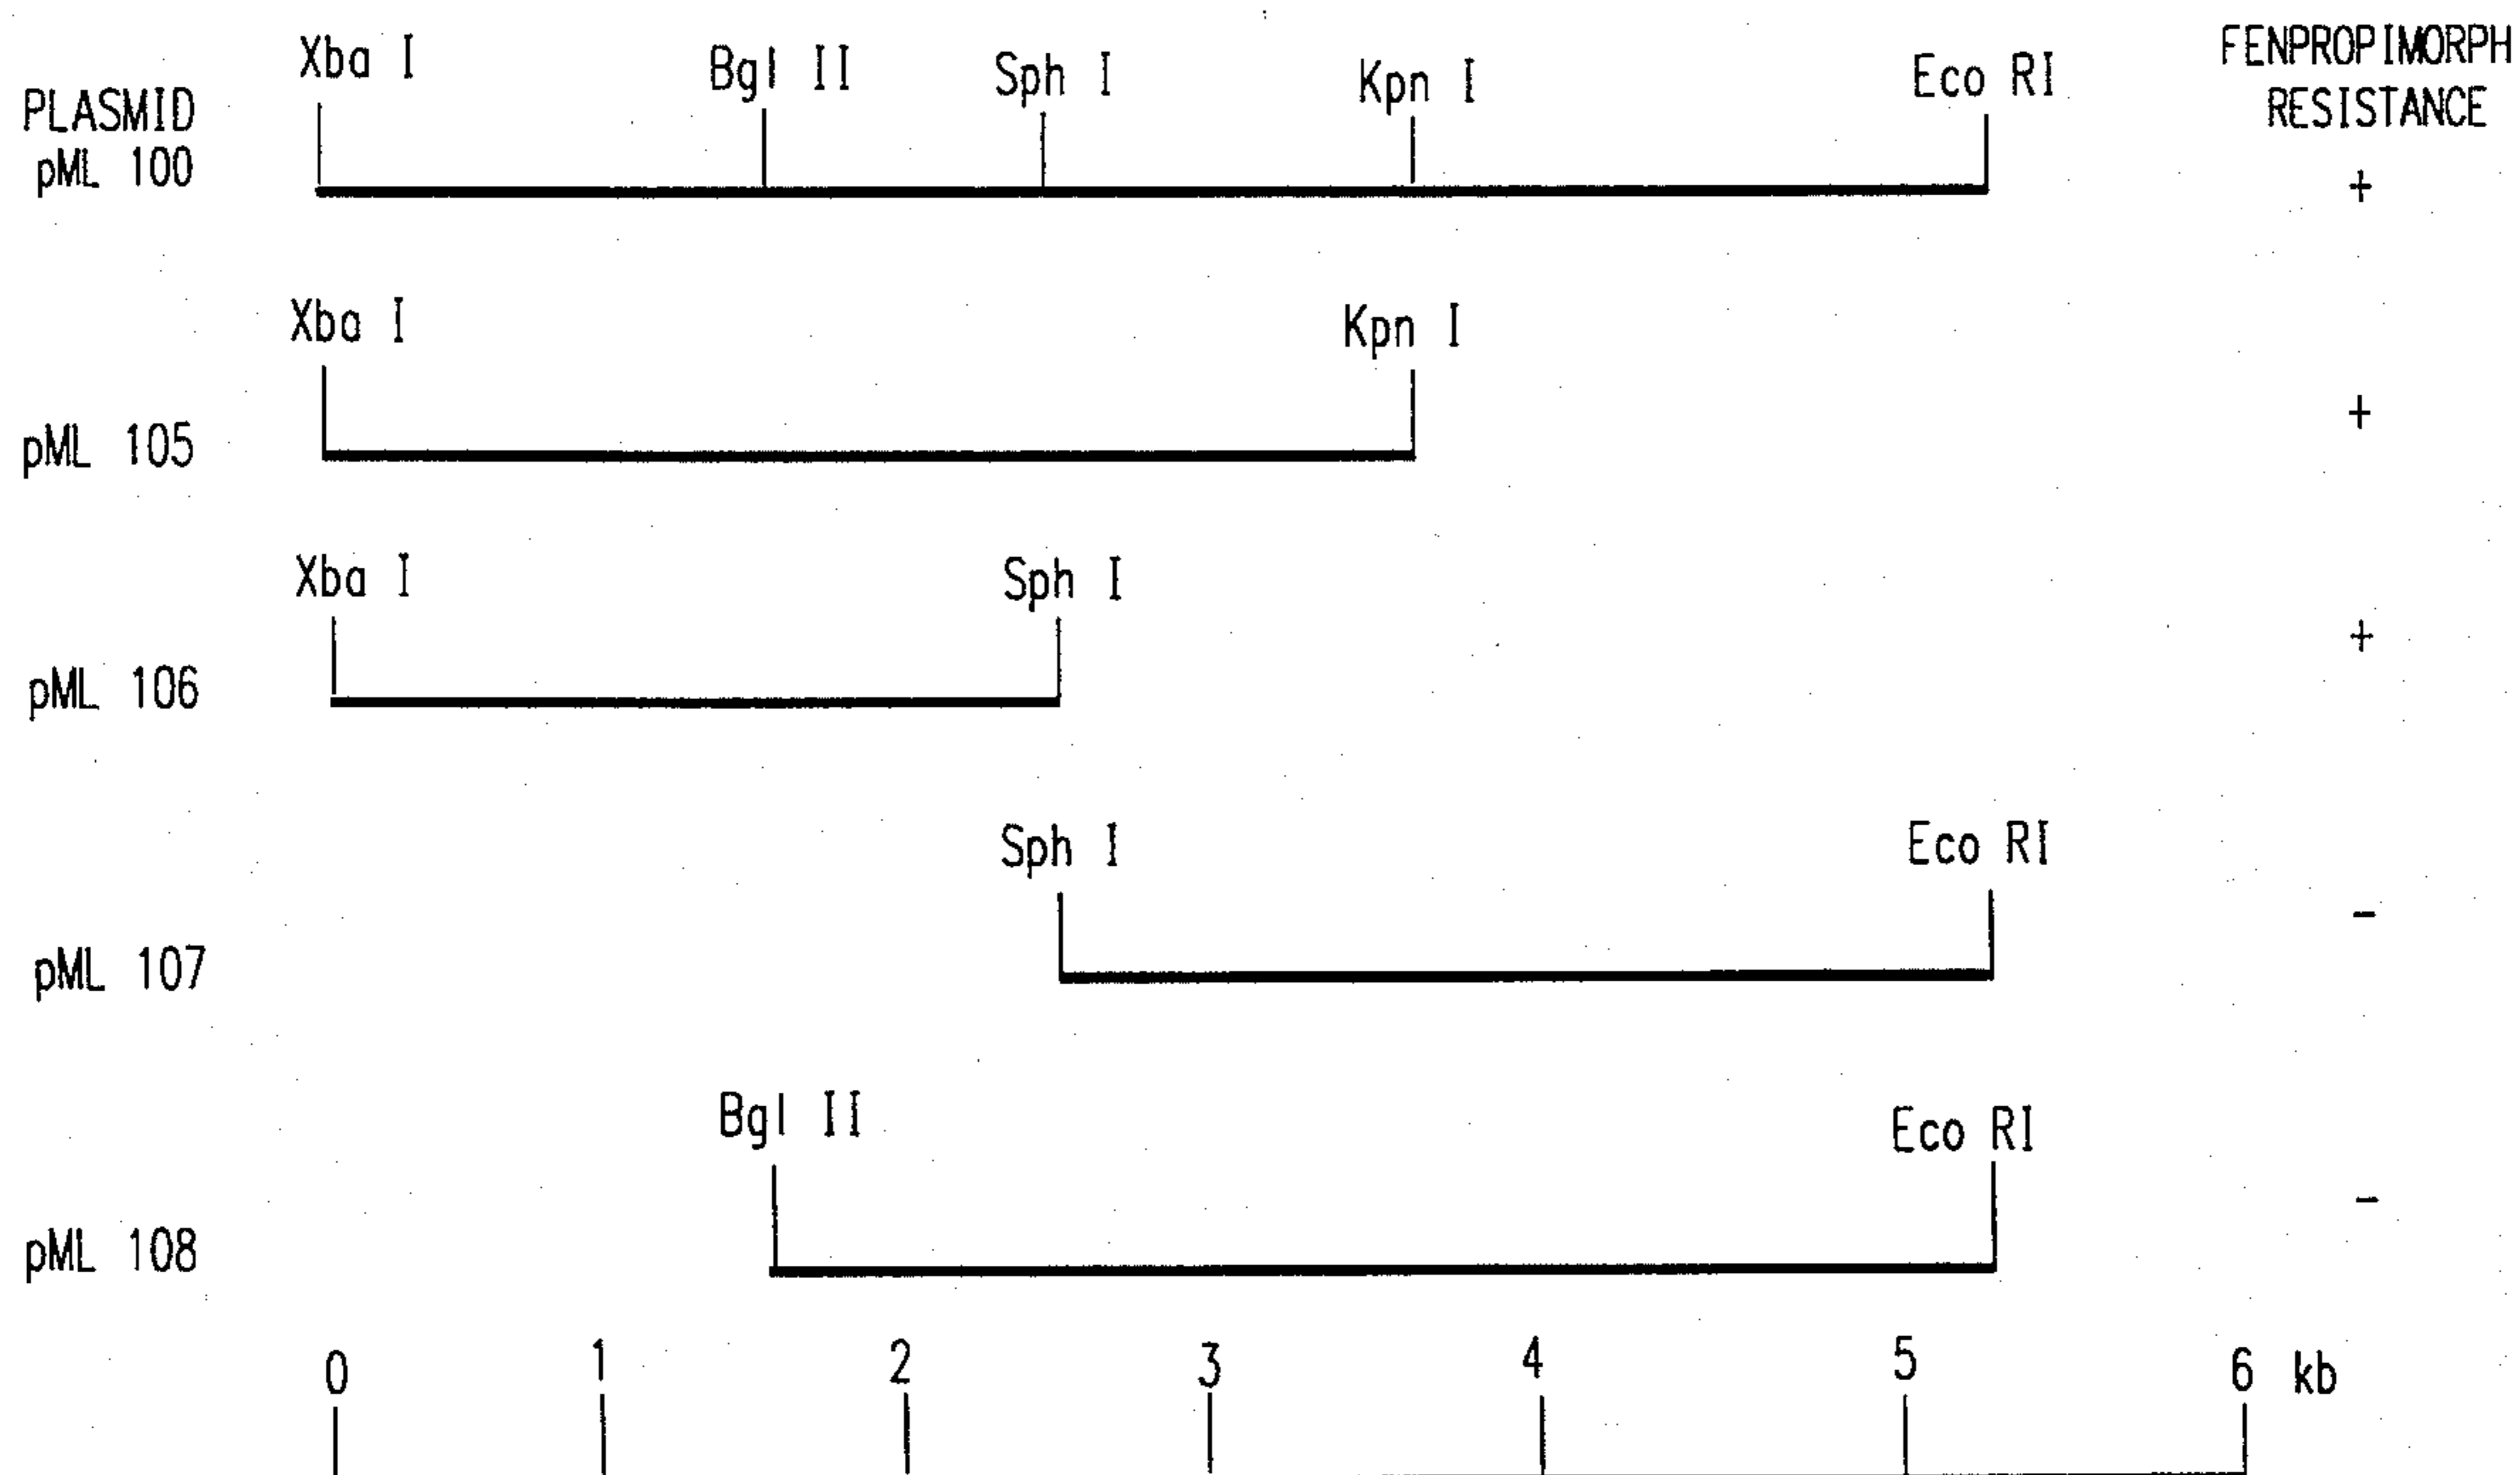 Xba I Bgl II Sph I Kpn I Eco RI FENPROPIMORPH
PLASMID RESISTANCE
pML 100 +
Xba I Kpn I
pML 105 +
Xba I Sph I
pML 106 +
Sph I Eco RI
pML 107 -
Bgl II Eco RI
pML 108 -
0 1 2 3 4 5 6 kb